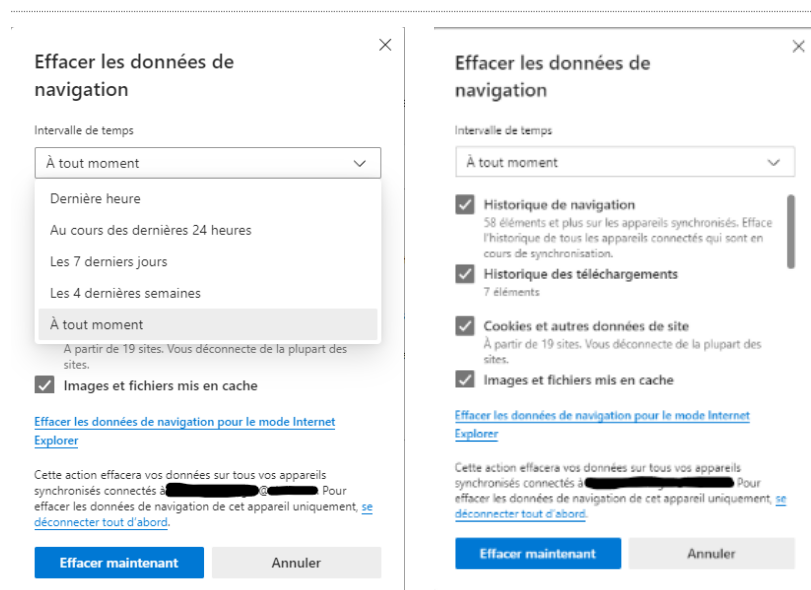 Effacer les données de
navigation
Intervalle de temps
À tout moment
Dernière heure
Au cours des dernières 24 heures
Les 7 derniers jours
Les 4 dernières semaines
À tout moment
À partir de 19 sites. Vous déconnecte de la plupart des
sites.
Images et fichiers mis en cache
Effacer les données de navigation pour le mode Internet
Explorer
Cette action effacera vos données sur tous vos appareils
synchronisés connectés à @ Pour
effacer les données de navigation de cet appareil uniquement, se
déconnecter tout d'abord.
Effacer maintenant
Annuler
Effacer les données de
navigation
Intervalle de temps
À tout moment
Historique de navigation
58 éléments et plus sur les appareils synchronisés. Efface
l'historique de tous les appareils connectés qui sont en
cours de synchronisation.
Historique des téléchargements
7 éléments
Cookies et autres données de site
À partir de 19 sites. Vous déconnecte de la plupart des
sites.
Images et fichiers mis en cache
Effacer les données de navigation pour le mode Internet
Explorer
Cette action effacera vos données sur tous vos appareils
synchronisés connectés à Pour
effacer les données de navigation de cet appareil uniquement, se
déconnecter tout d'abord.
Effacer maintenant
Annuler